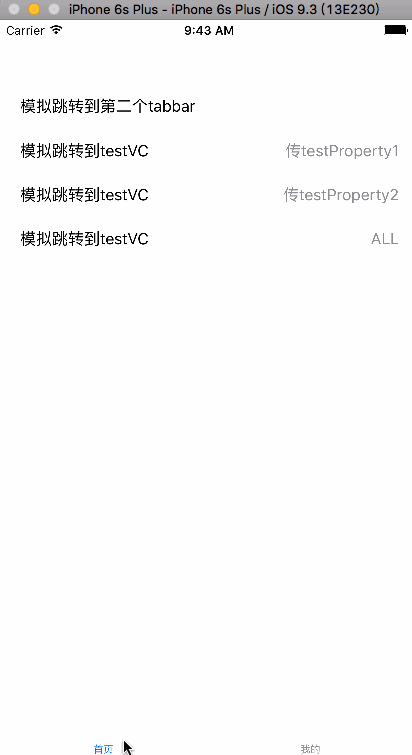 iPhone 6s Plus - iPhone 6s Plus / iOS 9.3 (13E230)
Carrier 9:43 AM
模拟跳转到第二个tabbar
模拟跳转到testVC 传testProperty1
模拟跳转到testVC 传testProperty2
模拟跳转到testVC ALL
首页 我的